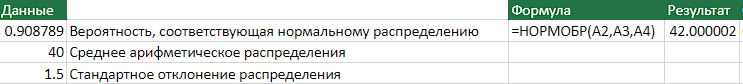 Данные Формула Результат
0.908789 Вероятность, соответствующая нормальному распределению =НОРМОБР(A2,A3,A4) 42.000002
40 Среднее арифметическое распределения
1.5 Стандартное отклонение распределения